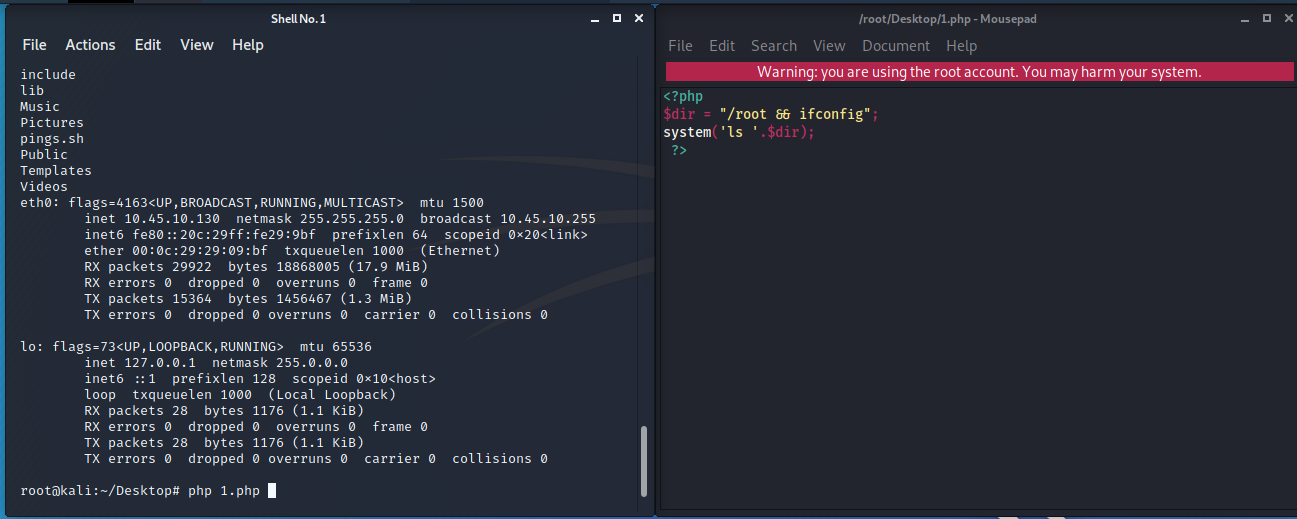 Shell No. 1
File Actions Edit View Help
include
lib
Music
Pictures
pings.sh
Public
Templates
Videos
eth0: flags=4163<UP,BROADCAST,RUNNING,MULTICAST>  mtu 1500
        inet 10.45.10.130  netmask 255.255.255.0  broadcast 10.45.10.255
        inet6 fe80::20c:29ff:fe29:9bf  prefixlen 64  scopeid 0×20<link>
        ether 00:0c:29:29:09:bf  txqueuelen 1000  (Ethernet)
        RX packets 29922  bytes 18868005 (17.9 MiB)
        RX errors 0  dropped 0  overruns 0  frame 0
        TX packets 15364  bytes 1456467 (1.3 MiB)
        TX errors 0  dropped 0 overruns 0  carrier 0  collisions 0
lo: flags=73<UP,LOOPBACK,RUNNING>  mtu 65536
        inet 127.0.0.1  netmask 255.0.0.0
        inet6 ::1  prefixlen 128  scopeid 0×10<host>
        loop  txqueuelen 1000  (Local Loopback)
        RX packets 28  bytes 1176 (1.1 KiB)
        RX errors 0  dropped 0  overruns 0  frame 0
        TX packets 28  bytes 1176 (1.1 KiB)
        TX errors 0  dropped 0 overruns 0  carrier 0  collisions 0
root@kali:~/Desktop# php 1.php
/root/Desktop/1.php - Mousepad
File Edit Search View Document Help
Warning: you are using the root account. You may harm your system.
<?php
$dir = "/root && ifconfig";
system('ls '.$dir);
 ?>